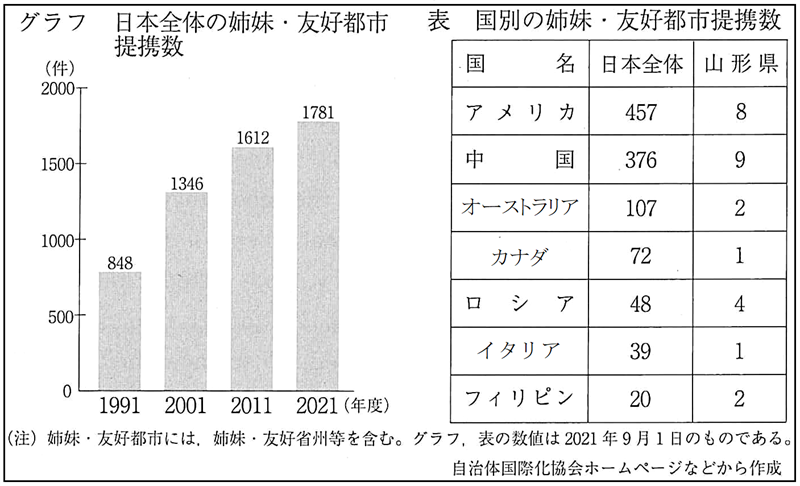 グラフ 日本全体の姉妹・友好都市
提携数
(件)
2000
1500
1000
500
0
848
1346
1612
1781
1991 2001 2011 2021 (年度)
表 国別の姉妹・友好都市提携数
国名 日本全体 山形県
アメリカ 457 8
中国 376 9
オーストラリア 107 2
カナダ 72 1
ロシア 48 4
イタリア 39 1
フィリピン 20 2
(注) 姉妹・友好都市には，姉妹・友好省州等を含む。グラフ，表の数値は2021年9月1日のものである。
自治体国際化協会ホームページなどから作成